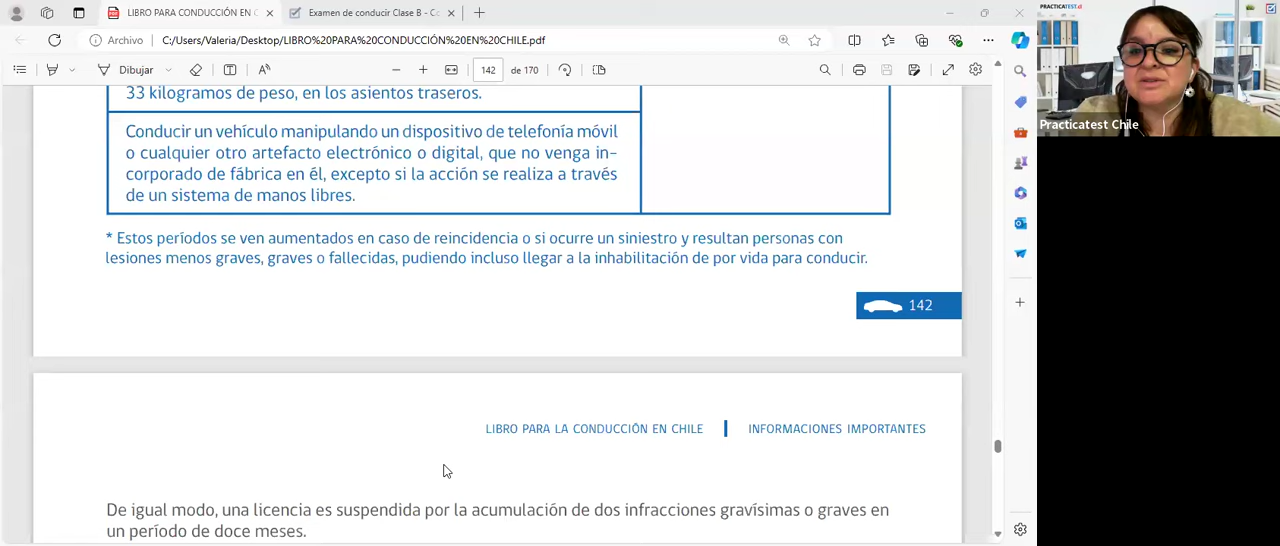 LIBRO PARA CONDUCCIÓN EN C
Examen de conducir Clase B - Co
Archivo
C:/Users/Valeria/Desktop/LIBRO%20PARA%20CONDUCCIÓN%20EN%20CHILE.pdf
Dibujar
142
de 170
33 kilogramos de peso, en los asientos traseros.
Conducir un vehículo manipulando un dispositivo de telefonía móvil
o cualquier otro artefacto electrónico o digital, que no venga in-
corporado de fábrica en él, excepto si la acción se realiza a través
de un sistema de manos libres.
* Estos períodos se ven aumentados en caso de reincidencia o si ocurre un siniestro y resultan personas con
lesiones menos graves, graves o fallecidas, pudiendo incluso llegar a la inhabilitación de por vida para conducir.
142
LIBRO PARA LA CONDUCCIÓN EN CHILE
INFORMACIONES IMPORTANTES
De igual modo, una licencia es suspendida por la acumulación de dos infracciones gravísimas o graves en
un período de doce meses.
PRACTICATEST.cl
Practicatest Chile